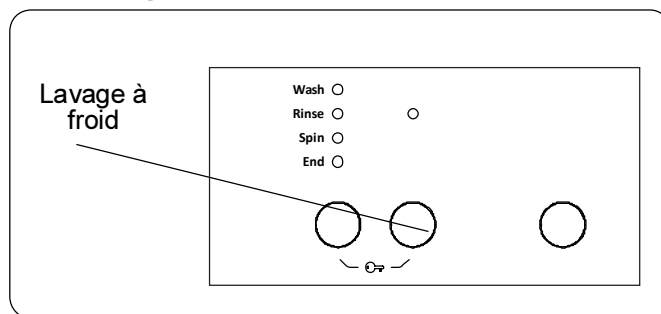 Lavage à
froid
Wash
Rinse
Spin
End